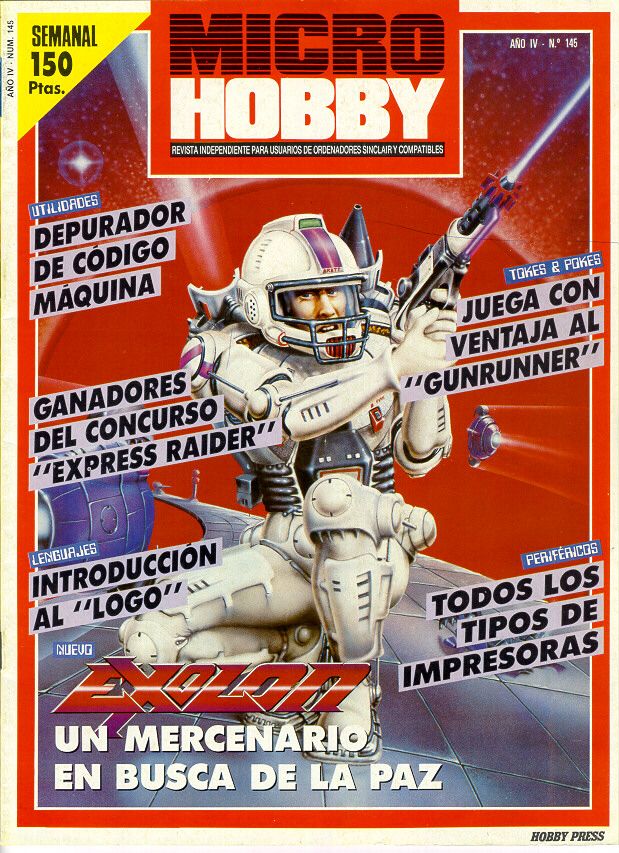 AÑO IV - NUM. 145
SEMANAL
150
Ptas.
MICRO
HOBBY
AÑO IV - N.º 145
REVISTA INDEPENDIENTE PARA USUARIOS DE ORDENADORES SINCLAIR Y COMPATIBLES
UTILIDADES
DEPURADOR
DE CÓDIGO
MÁQUINA
TOKES & POKES
JUEGA CON
VENTAJA AL
"GUNRUNNER"
GANADORES
DEL CONCURSO
"EXPRESS RAIDER"
LENGUAJES
INTRODUCCIÓN
AL "LOGO"
PERIFÉRICOS
TODOS LOS
TIPOS DE
IMPRESORAS
NUEVO
EXOLON
UN MERCENARIO
EN BUSCA DE LA PAZ
HOBBY PRESS